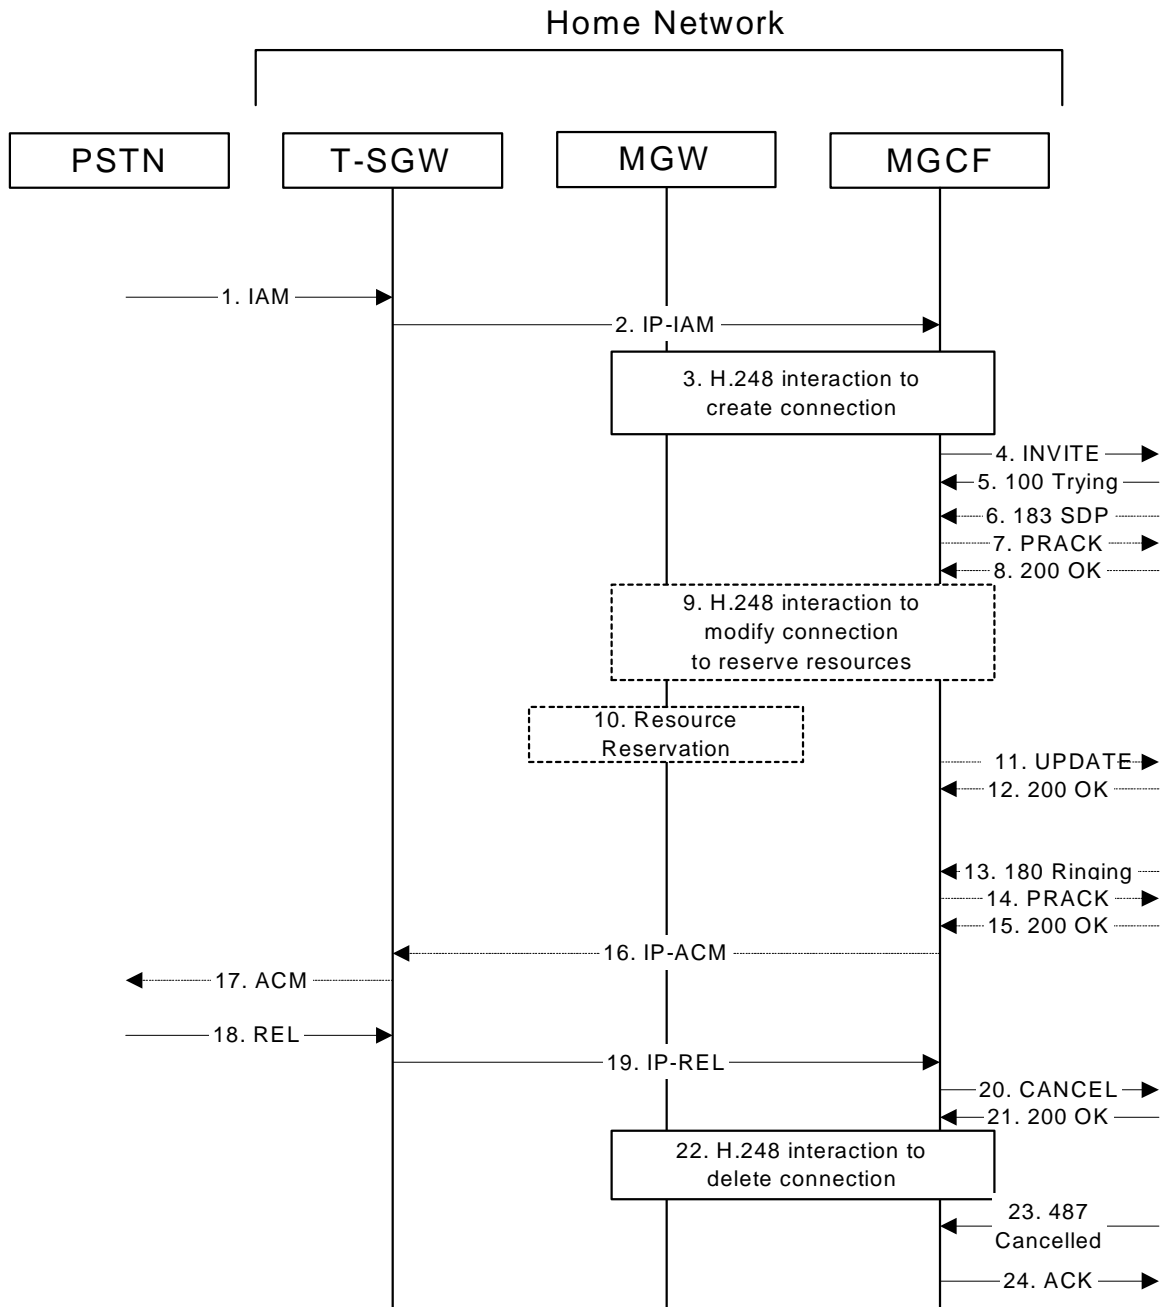 Home Network
PSTN
T-SGW
MGW
MGCF
1. IAM
2. IP-IAM
3. H.248 interaction to
create connection
4. INVITE
5. 100 Trying
6. 183 SDP
7. PRACK
8. 200 OK
9. H.248 interaction to
modify connection
to reserve resources
10. Resource
Reservation
11. UPDATE
12. 200 OK
13. 180 Ringing
14. PRACK
15. 200 OK
16. IP-ACM
17. ACM
18. REL
19. IP-REL
20. CANCEL
21. 200 OK
22. H.248 interaction to
delete connection
23. 487
Cancelled
24. ACK